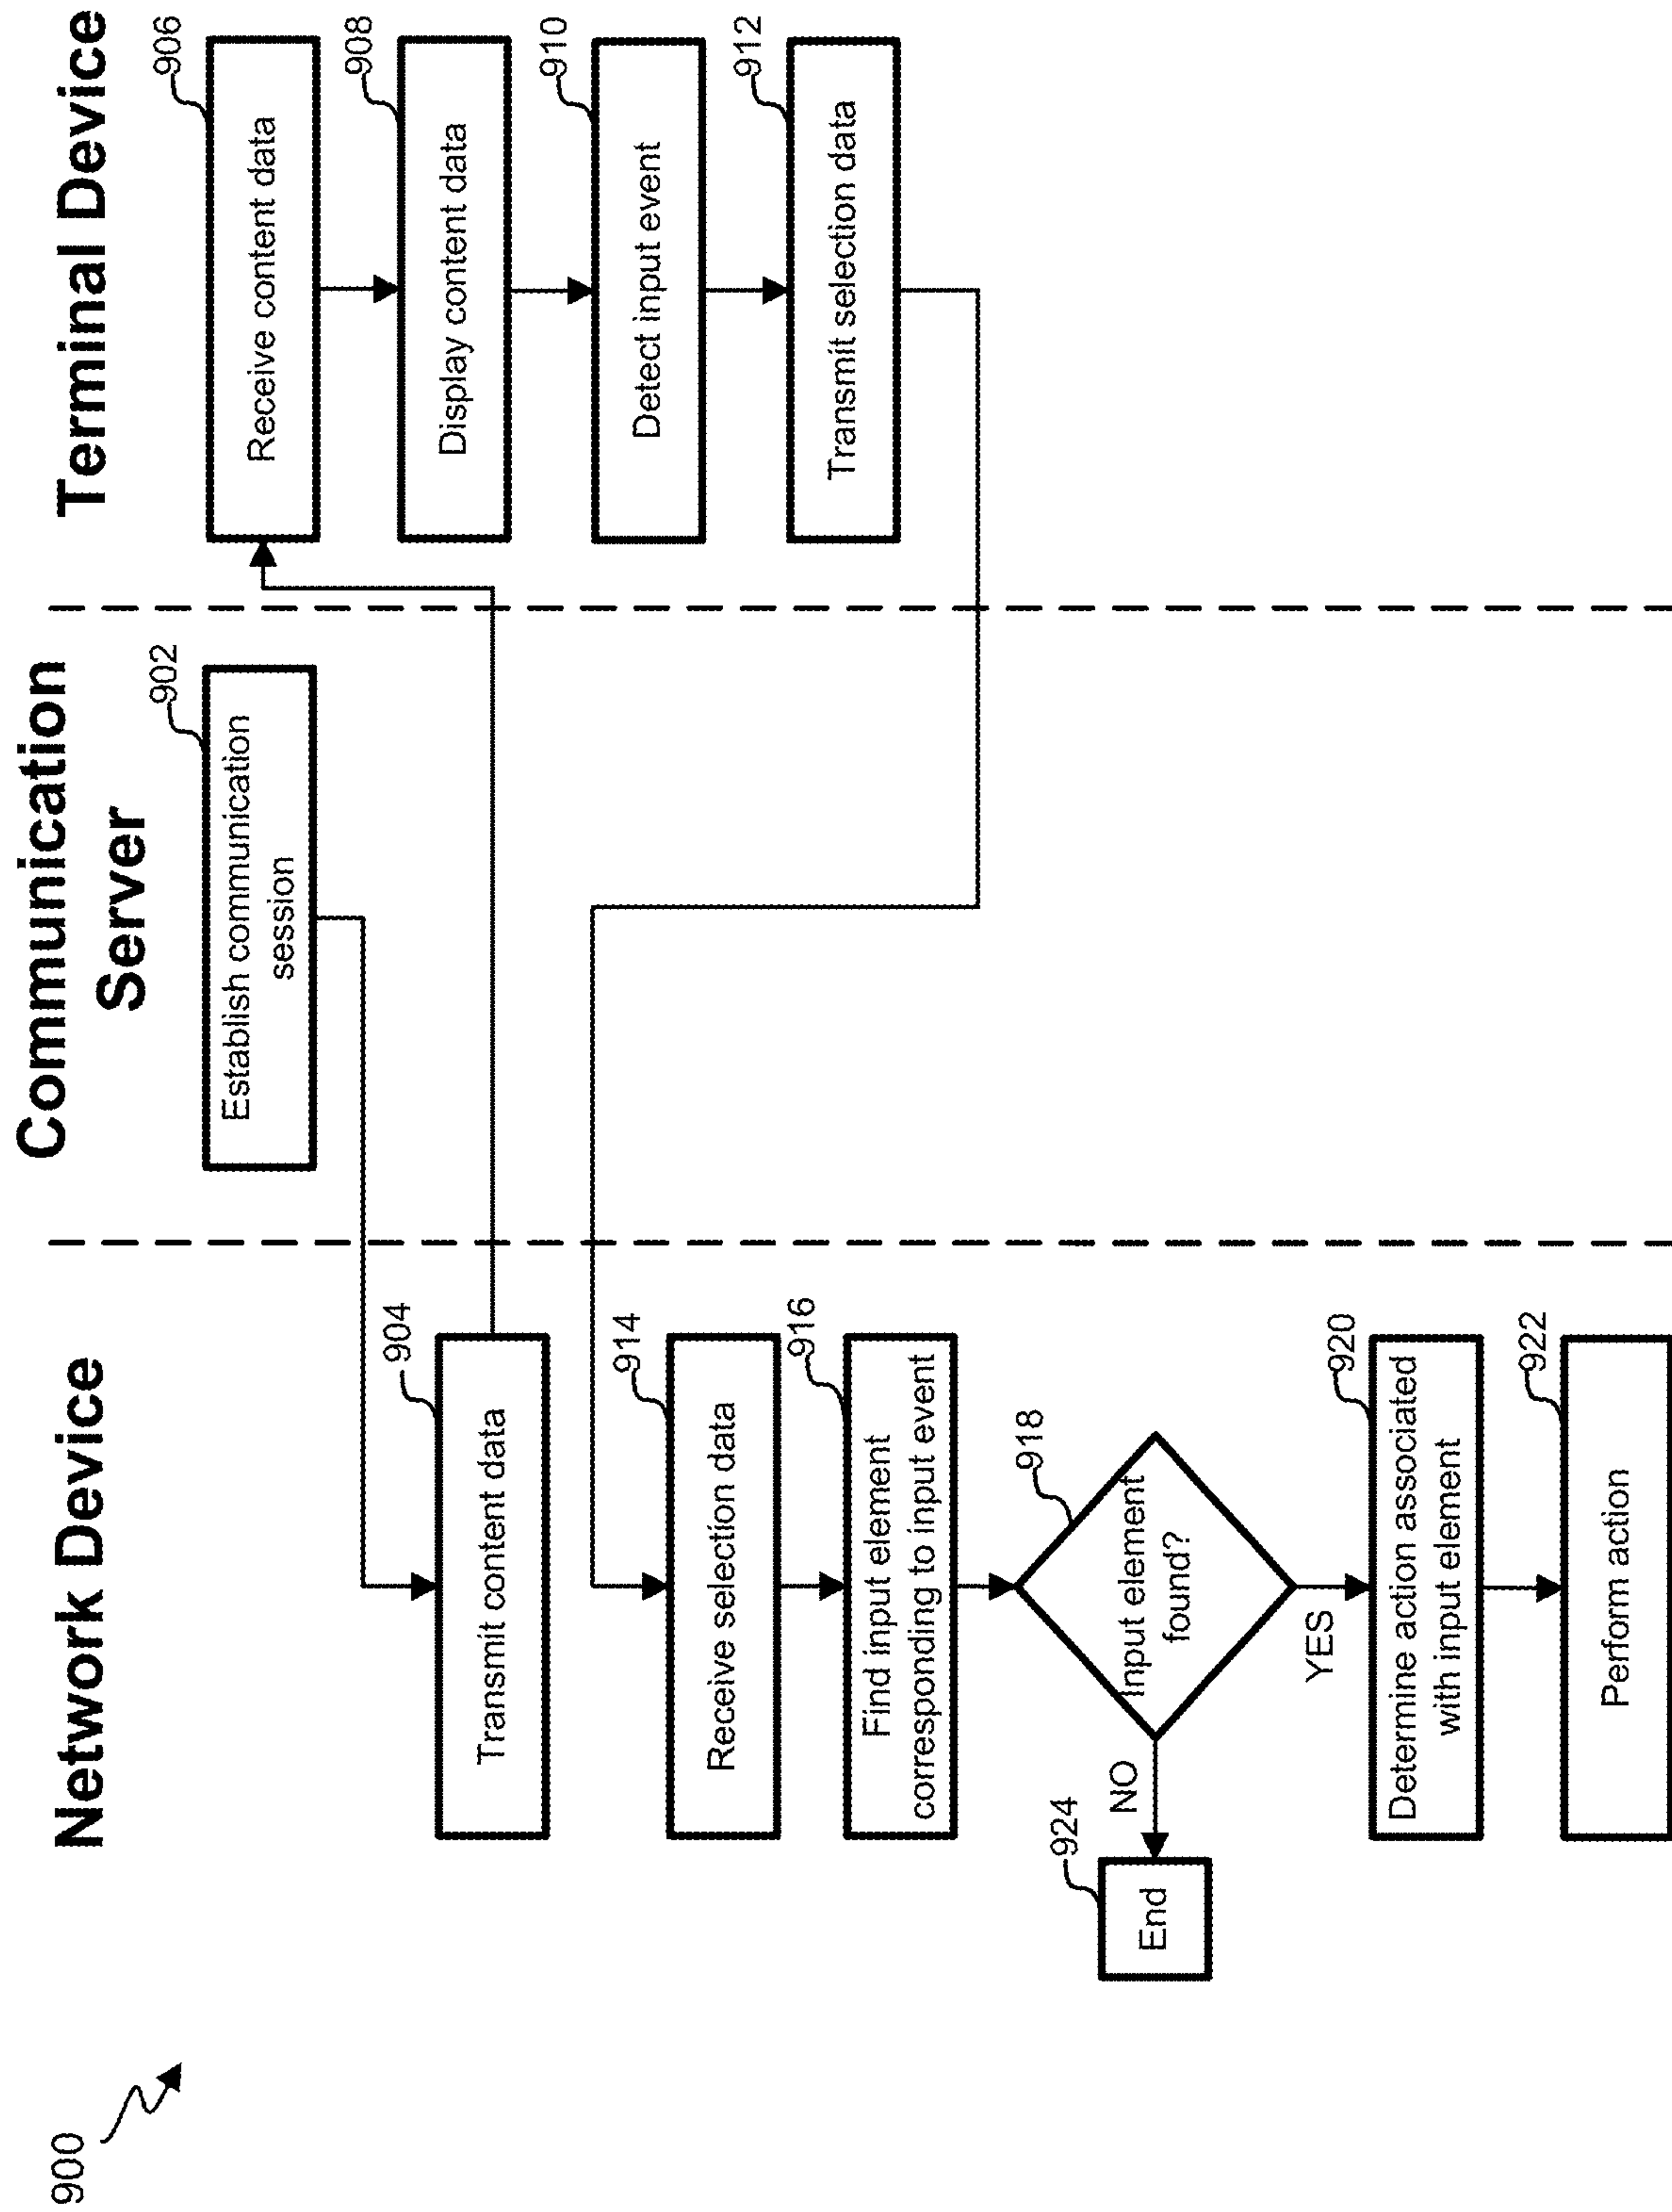 900
Network Device
Communication
Server
Terminal Device
902
Establish communication
session
904
Transmit content data
906
Receive content data
908
Display content data
910
Detect input event
912
Transmit selection data
914
Receive selection data
916
Find input element
corresponding to input event
918
Input element
found?
NO
924
End
YES
920
Determine action associated
with input element
922
Perform action